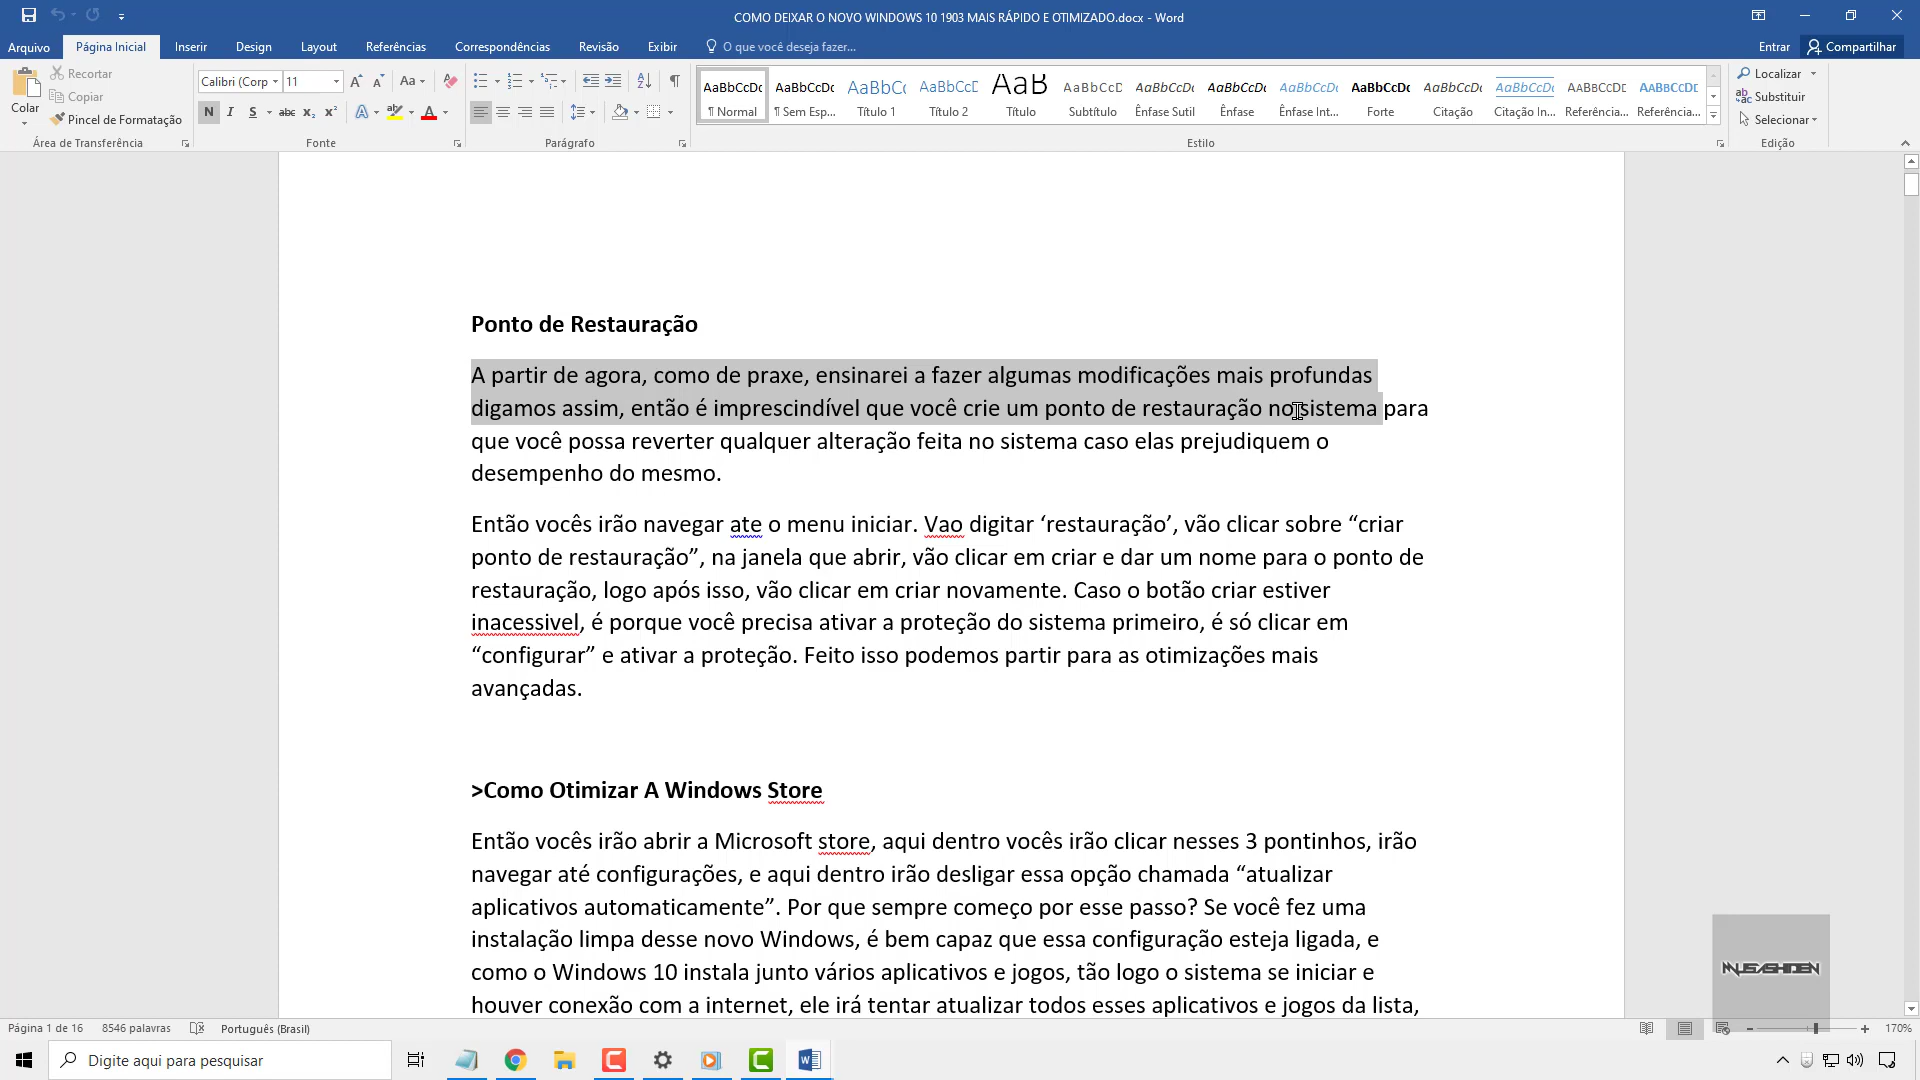 COMO DEIXAR O NOVO WINDOWS 10 1903 MAIS RÁPIDO E OTIMIZADO.docx - Word
Arquivo Página Inicial Inserir Design Layout Referências Correspondências Revisão Exibir O que você deseja fazer... Entrar Compartilhar
Colar
Recortar
Copiar
Pincel de Formatação
Área de Transferência
Calibri (Corp 11
Fonte
Parágrafo
AaBbCcDc AaBbCcDc AaBbC AaBbCcD AaB AaBbCcD AaBbCcDc AaBbCcDc AaBbCcDc AaBbCcDc AaBbCcDc AaBbCcDc AABBCCDD AABBCCDD
¶ Normal ¶ Sem Esp... Título 1 Título 2 Título Subtítulo Ênfase Sutil Ênfase Ênfase Int... Forte Citação Citação In... Referência... Referência...
Estilo
Localizar
Substituir
Selecionar
Edição
Ponto de Restauração
A partir de agora, como de praxe, ensinarei a fazer algumas modificações mais profundas
digamos assim, então é imprescindível que você crie um ponto de restauração no sistema para
que você possa reverter qualquer alteração feita no sistema caso elas prejudiquem o
desempenho do mesmo.
Então vocês irão navegar ate o menu iniciar. Vao digitar ‘restauração’, vão clicar sobre “criar
ponto de restauração”, na janela que abrir, vão clicar em criar e dar um nome para o ponto de
restauração, logo após isso, vão clicar em criar novamente. Caso o botão criar estiver
inacessivel, é porque você precisa ativar a proteção do sistema primeiro, é só clicar em
“configurar” e ativar a proteção. Feito isso podemos partir para as otimizações mais
avançadas.
>Como Otimizar A Windows Store
Então vocês irão abrir a Microsoft store, aqui dentro vocês irão clicar nesses 3 pontinhos, irão
navegar até configurações, e aqui dentro irão desligar essa opção chamada “atualizar
aplicativos automaticamente”. Por que sempre começo por esse passo? Se você fez uma
instalação limpa desse novo Windows, é bem capaz que essa configuração esteja ligada, e
como o Windows 10 instala junto vários aplicativos e jogos, tão logo o sistema se iniciar e
houver conexão com a internet, ele irá tentar atualizar todos esses aplicativos e jogos da lista,
Página 1 de 16 8546 palavras Português (Brasil) 170%
Digite aqui para pesquisar